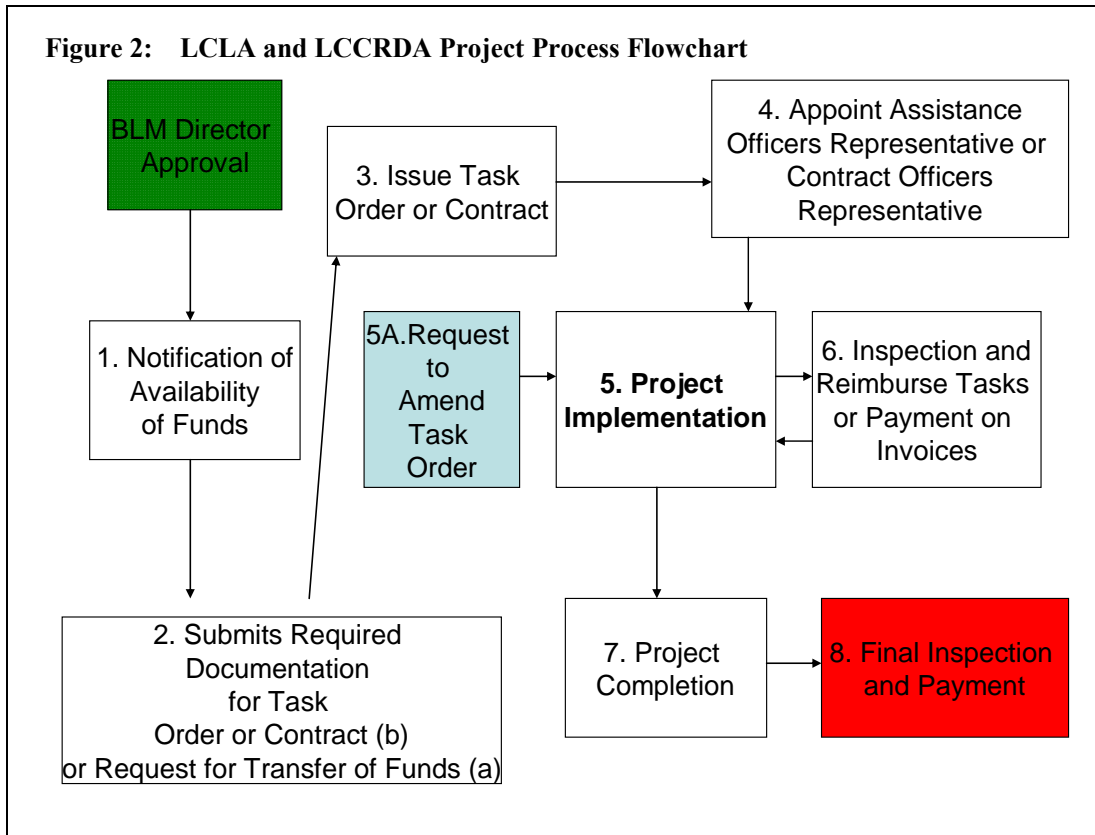 Figure 2: LCLA and LCCRDA Project Process Flowchart
BLM Director
Approval
1. Notification of
Availability
of Funds
2. Submits Required
Documentation
for Task
Order or Contract (b)
or Request for Transfer of Funds (a)
3. Issue Task
Order or Contract
4. Appoint Assistance
Officers Representative or
Contract Officers
Representative
5A.Request
to
Amend
Task
Order
5. Project
Implementation
6. Inspection and
Reimburse Tasks
or Payment on
Invoices
7. Project
Completion
8. Final Inspection
and Payment